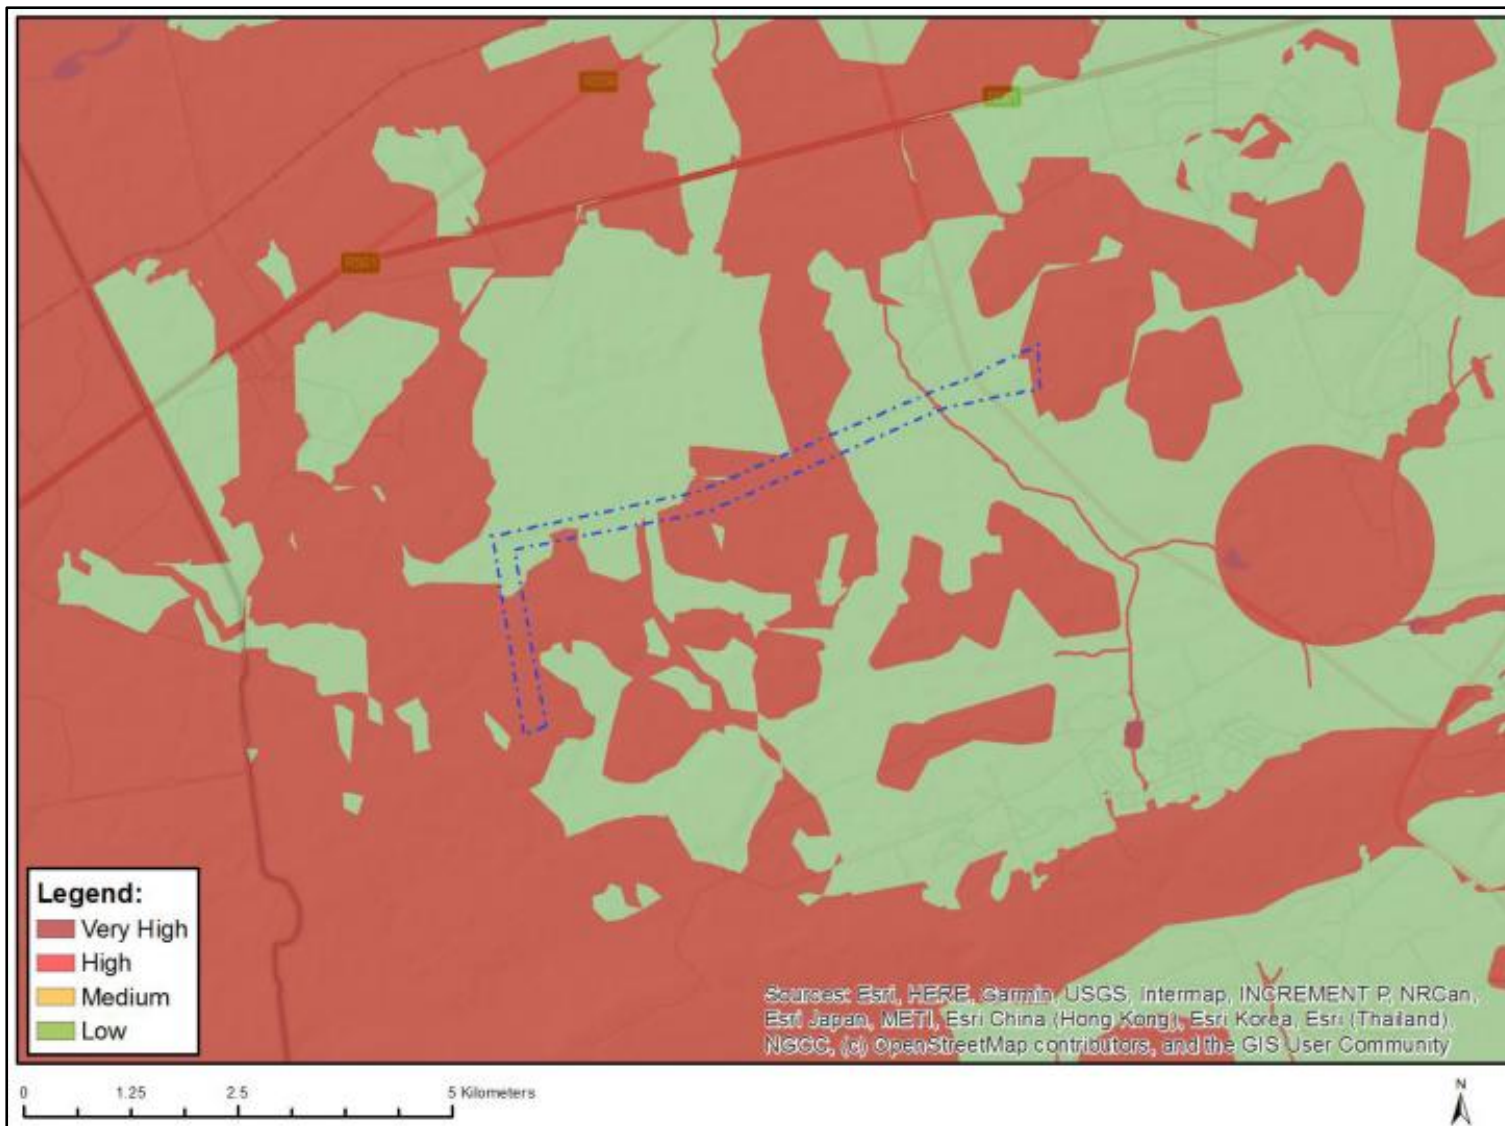 R501
Legend:
Very High
High
Medium
Low
Sources: Esri, HERE, Garmin, USGS, Intermap, INCREMENT P, NRCan,
Esri Japan, METI, Esri China (Hong Kong), Esri Korea, Esri (Thailand),
NGCC, (c) OpenStreetMap contributors, and the GIS User Community
0 1.25 2.5 5 Kilometers
N